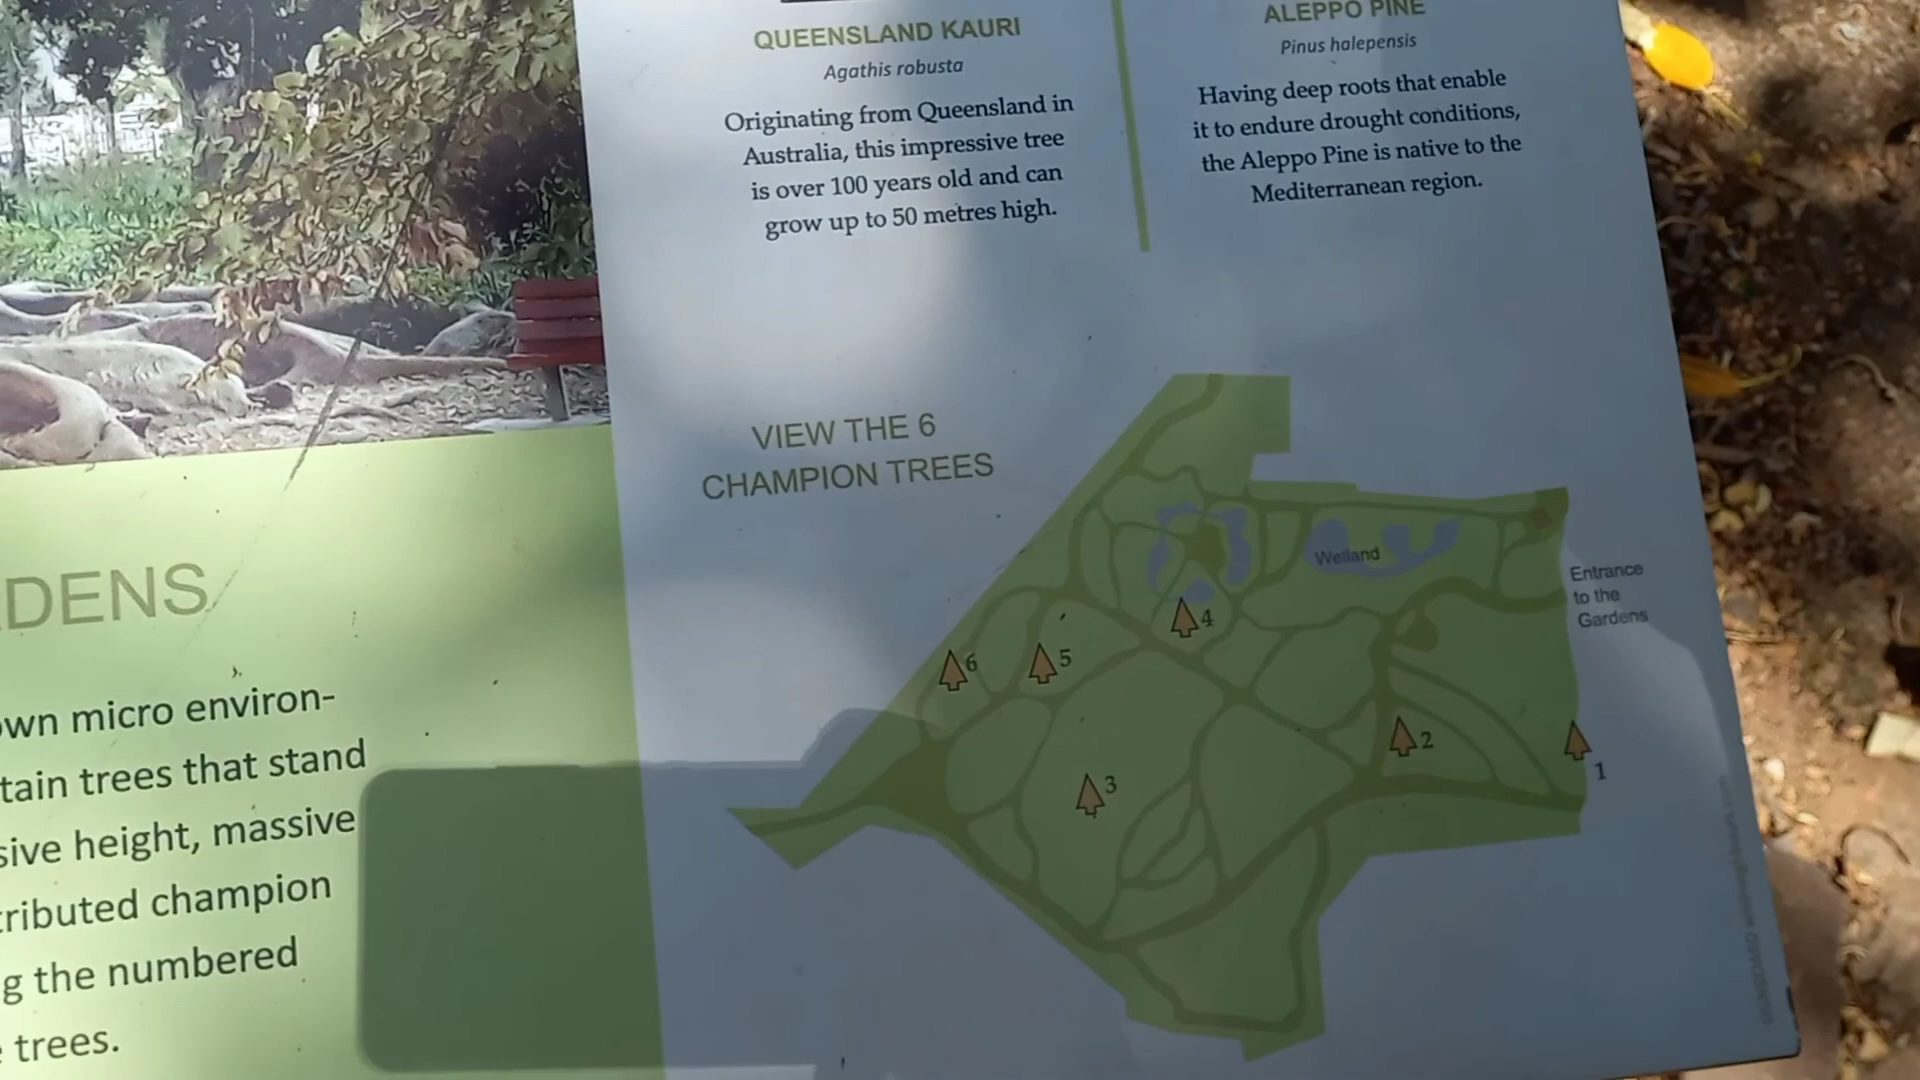 QUEENSLAND KAURI
Agathis robusta
Originating from Queensland in
Australia, this impressive tree
is over 100 years old and can
grow up to 50 metres high.
ALEPPO PINE
Pinus halepensis
Having deep roots that enable
it to endure drought conditions,
the Aleppo Pine is native to the
Mediterranean region.
VIEW THE 6
CHAMPION TREES
Wetland
Entrance
to the
Gardens
4
6
5
2
1
3
DENS
own micro environ-
tain trees that stand
sive height, massive
tributed champion
g the numbered
trees.